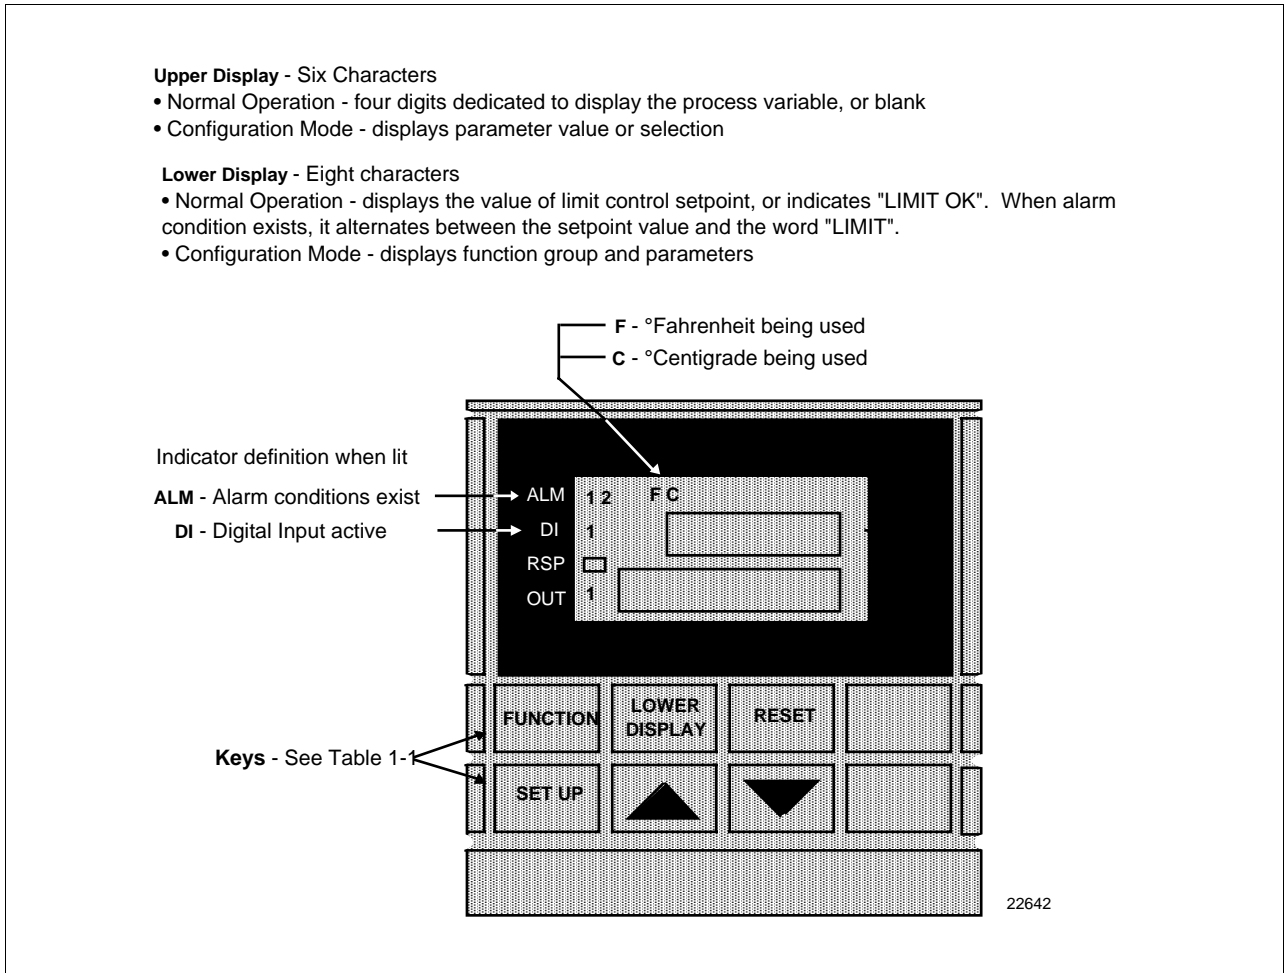 Upper Display - Six Characters
• Normal Operation - four digits dedicated to display the process variable, or blank
• Configuration Mode - displays parameter value or selection
Lower Display - Eight characters
• Normal Operation - displays the value of limit control setpoint, or indicates "LIMIT OK".  When alarm
condition exists, it alternates between the setpoint value and the word "LIMIT".
• Configuration Mode - displays function group and parameters
F - °Fahrenheit being used
C - °Centigrade being used
Indicator definition when lit
ALM - Alarm conditions exist
DI - Digital Input active
ALM 1 2 F C
DI 1
RSP
OUT 1
FUNCTION
LOWER
DISPLAY
RESET
Keys - See Table 1-1
SET UP
22642